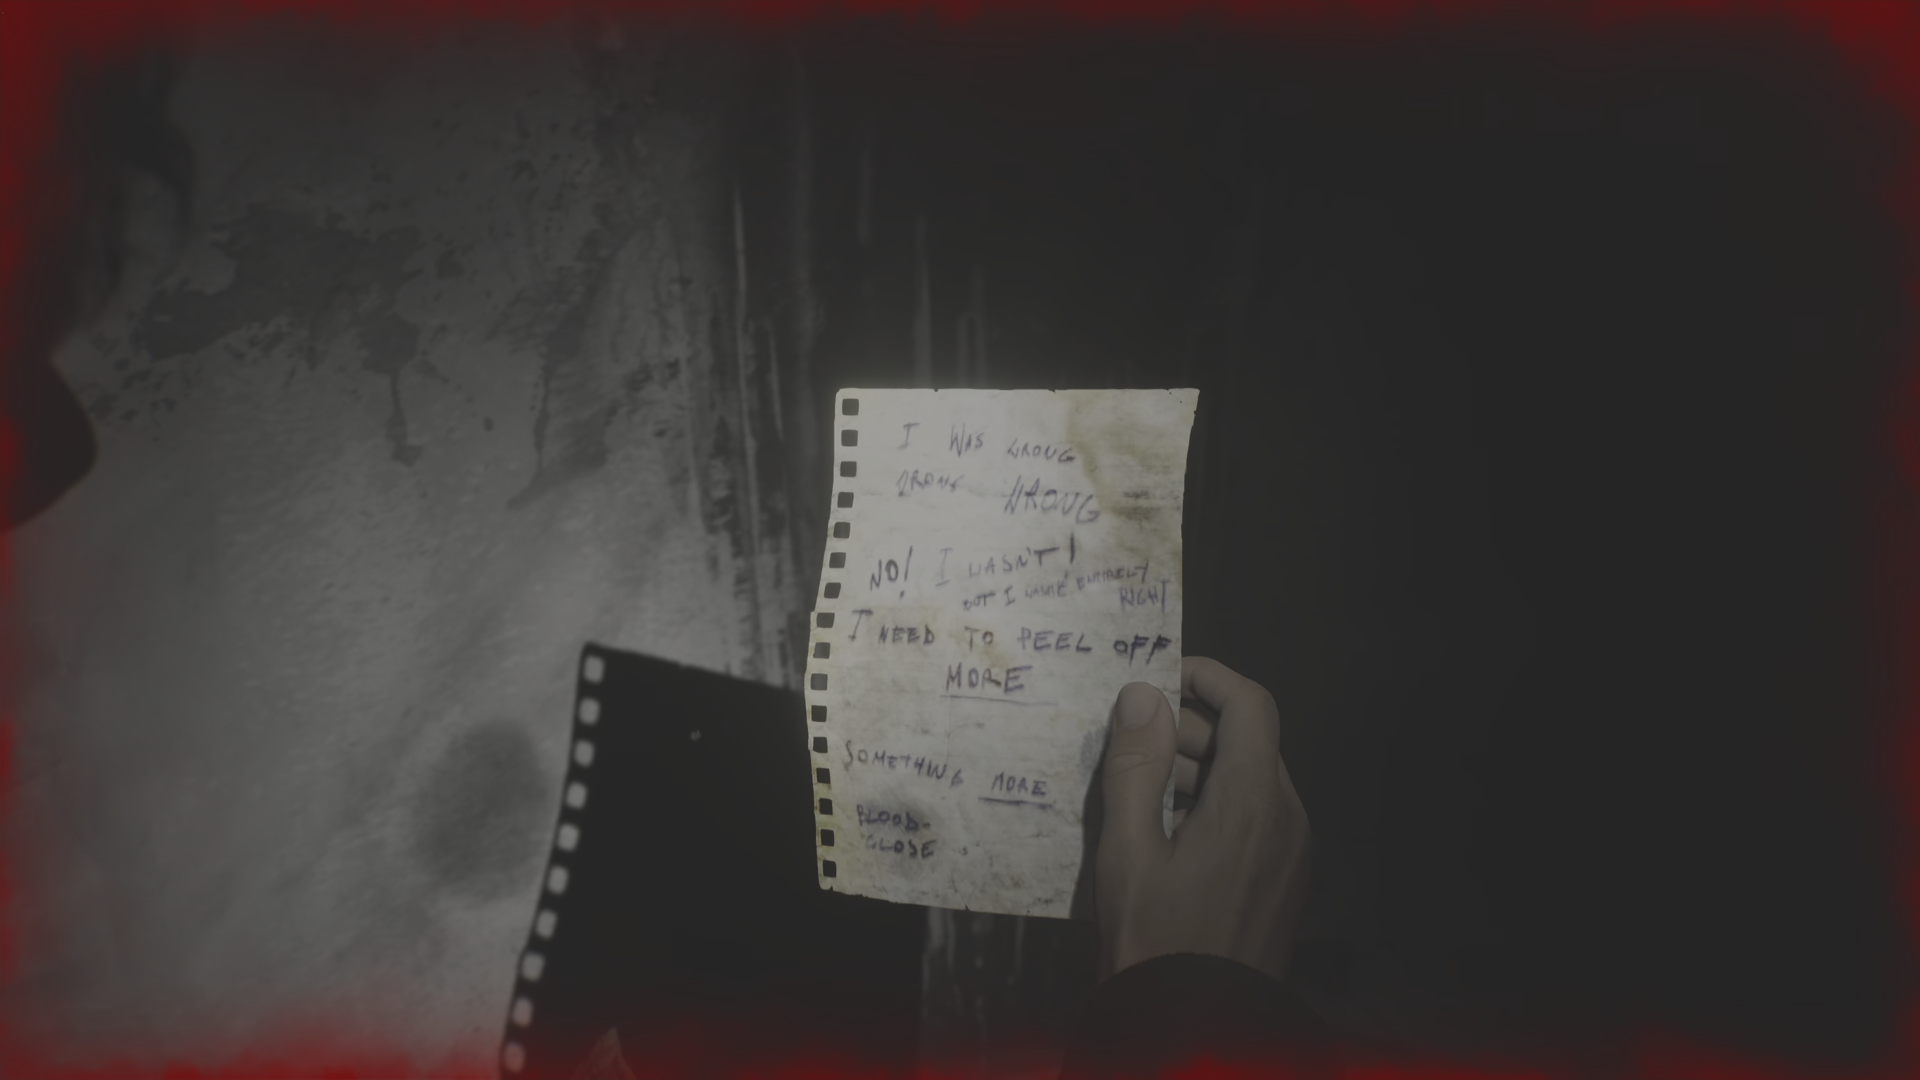 I WAS WRONG
WRONG WRONG
NO! I WASN'T!
BUT I WASN'T ENTIRELY
RIGHT
I NEED TO PEEL OFF
MORE
SOMETHING MORE
BLOOD-
CLOSE